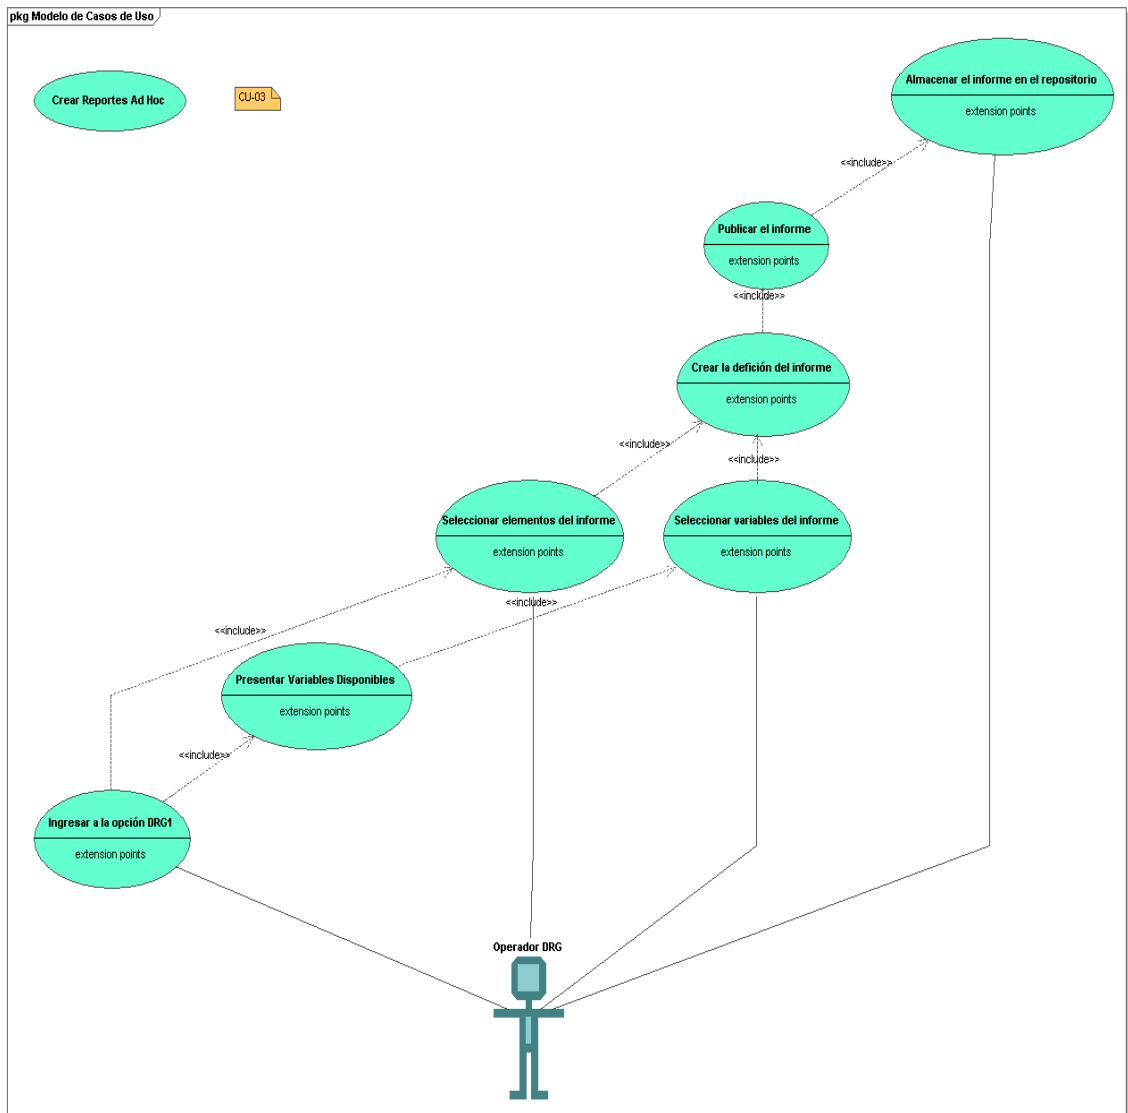 pkg Modelo de Casos de Uso
Almacenar el informe en el repositorio
extension points
Crear Reportes Ad Hoc
CU-03
<<include>>
Publicar el informe
extension points
<<include>>
Crear la defición del informe
extension points
<<include>>
<<include>>
Seleccionar elementos del informe
extension points
Seleccionar variables del informe
extension points
<<include>>
<<include>>
Presentar Variables Disponibles
extension points
<<include>>
Ingresar a la opción DRG1
extension points
Operador DRG